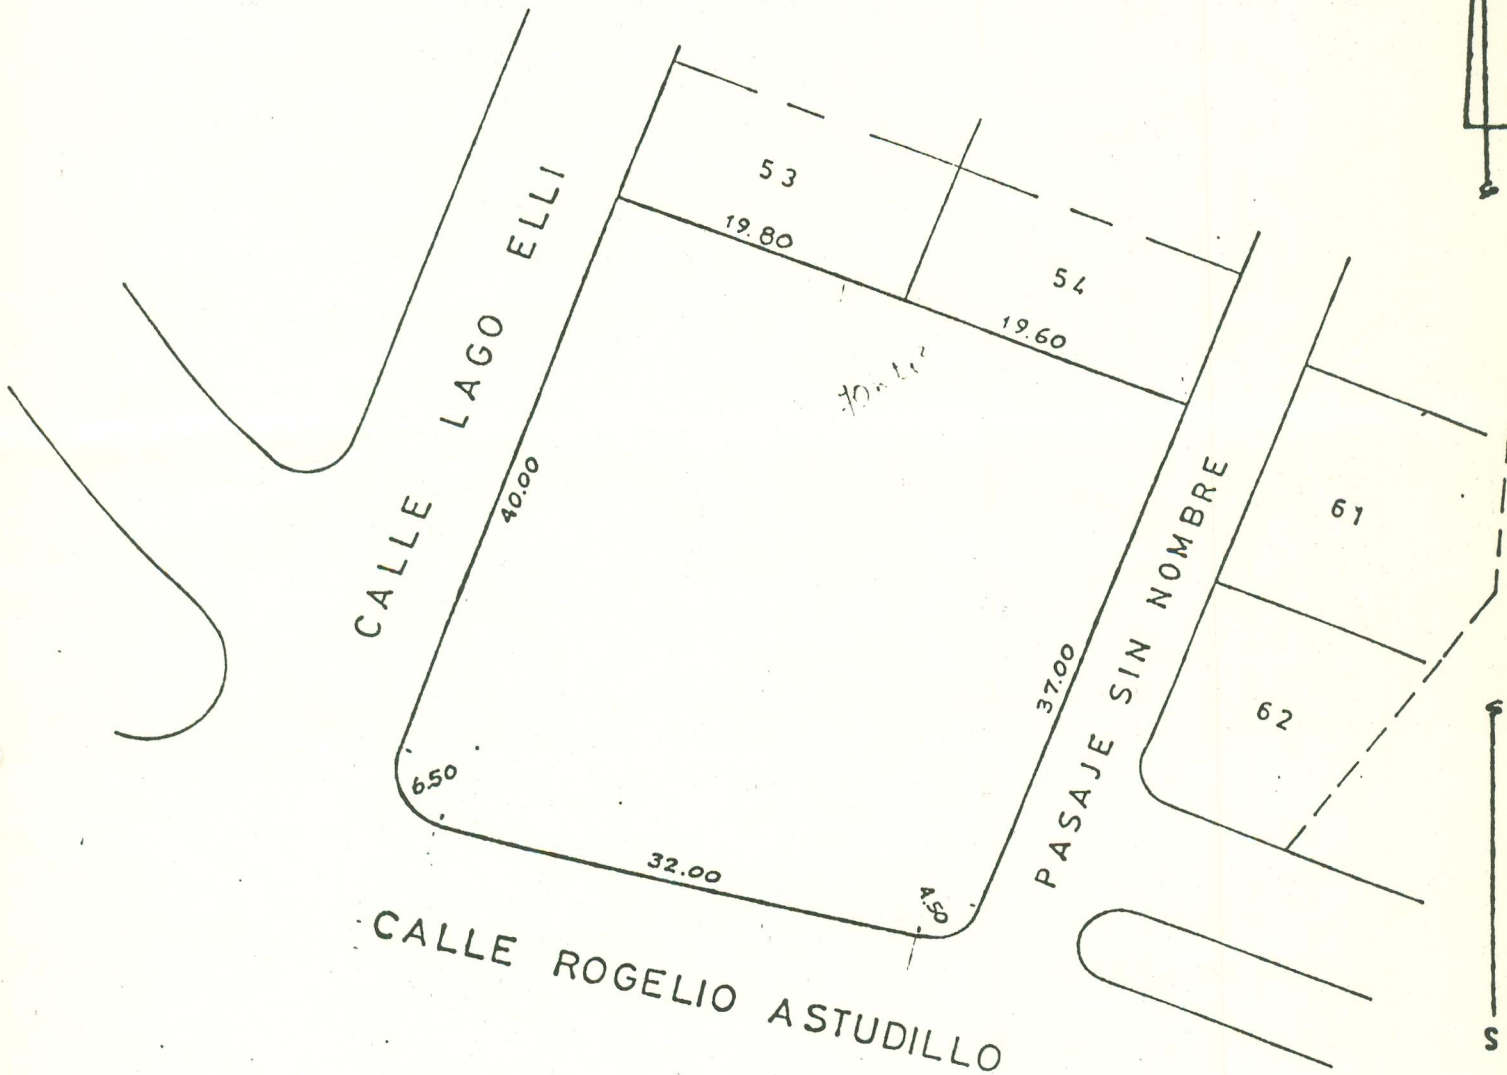 53
19.80
54
19.60
CALLE LAGO ELLI
40.00
61
PASAJE SIN NOMBRE
37.00
62
6.50
32.00
4.50
CALLE ROGELIO ASTUDILLO
S